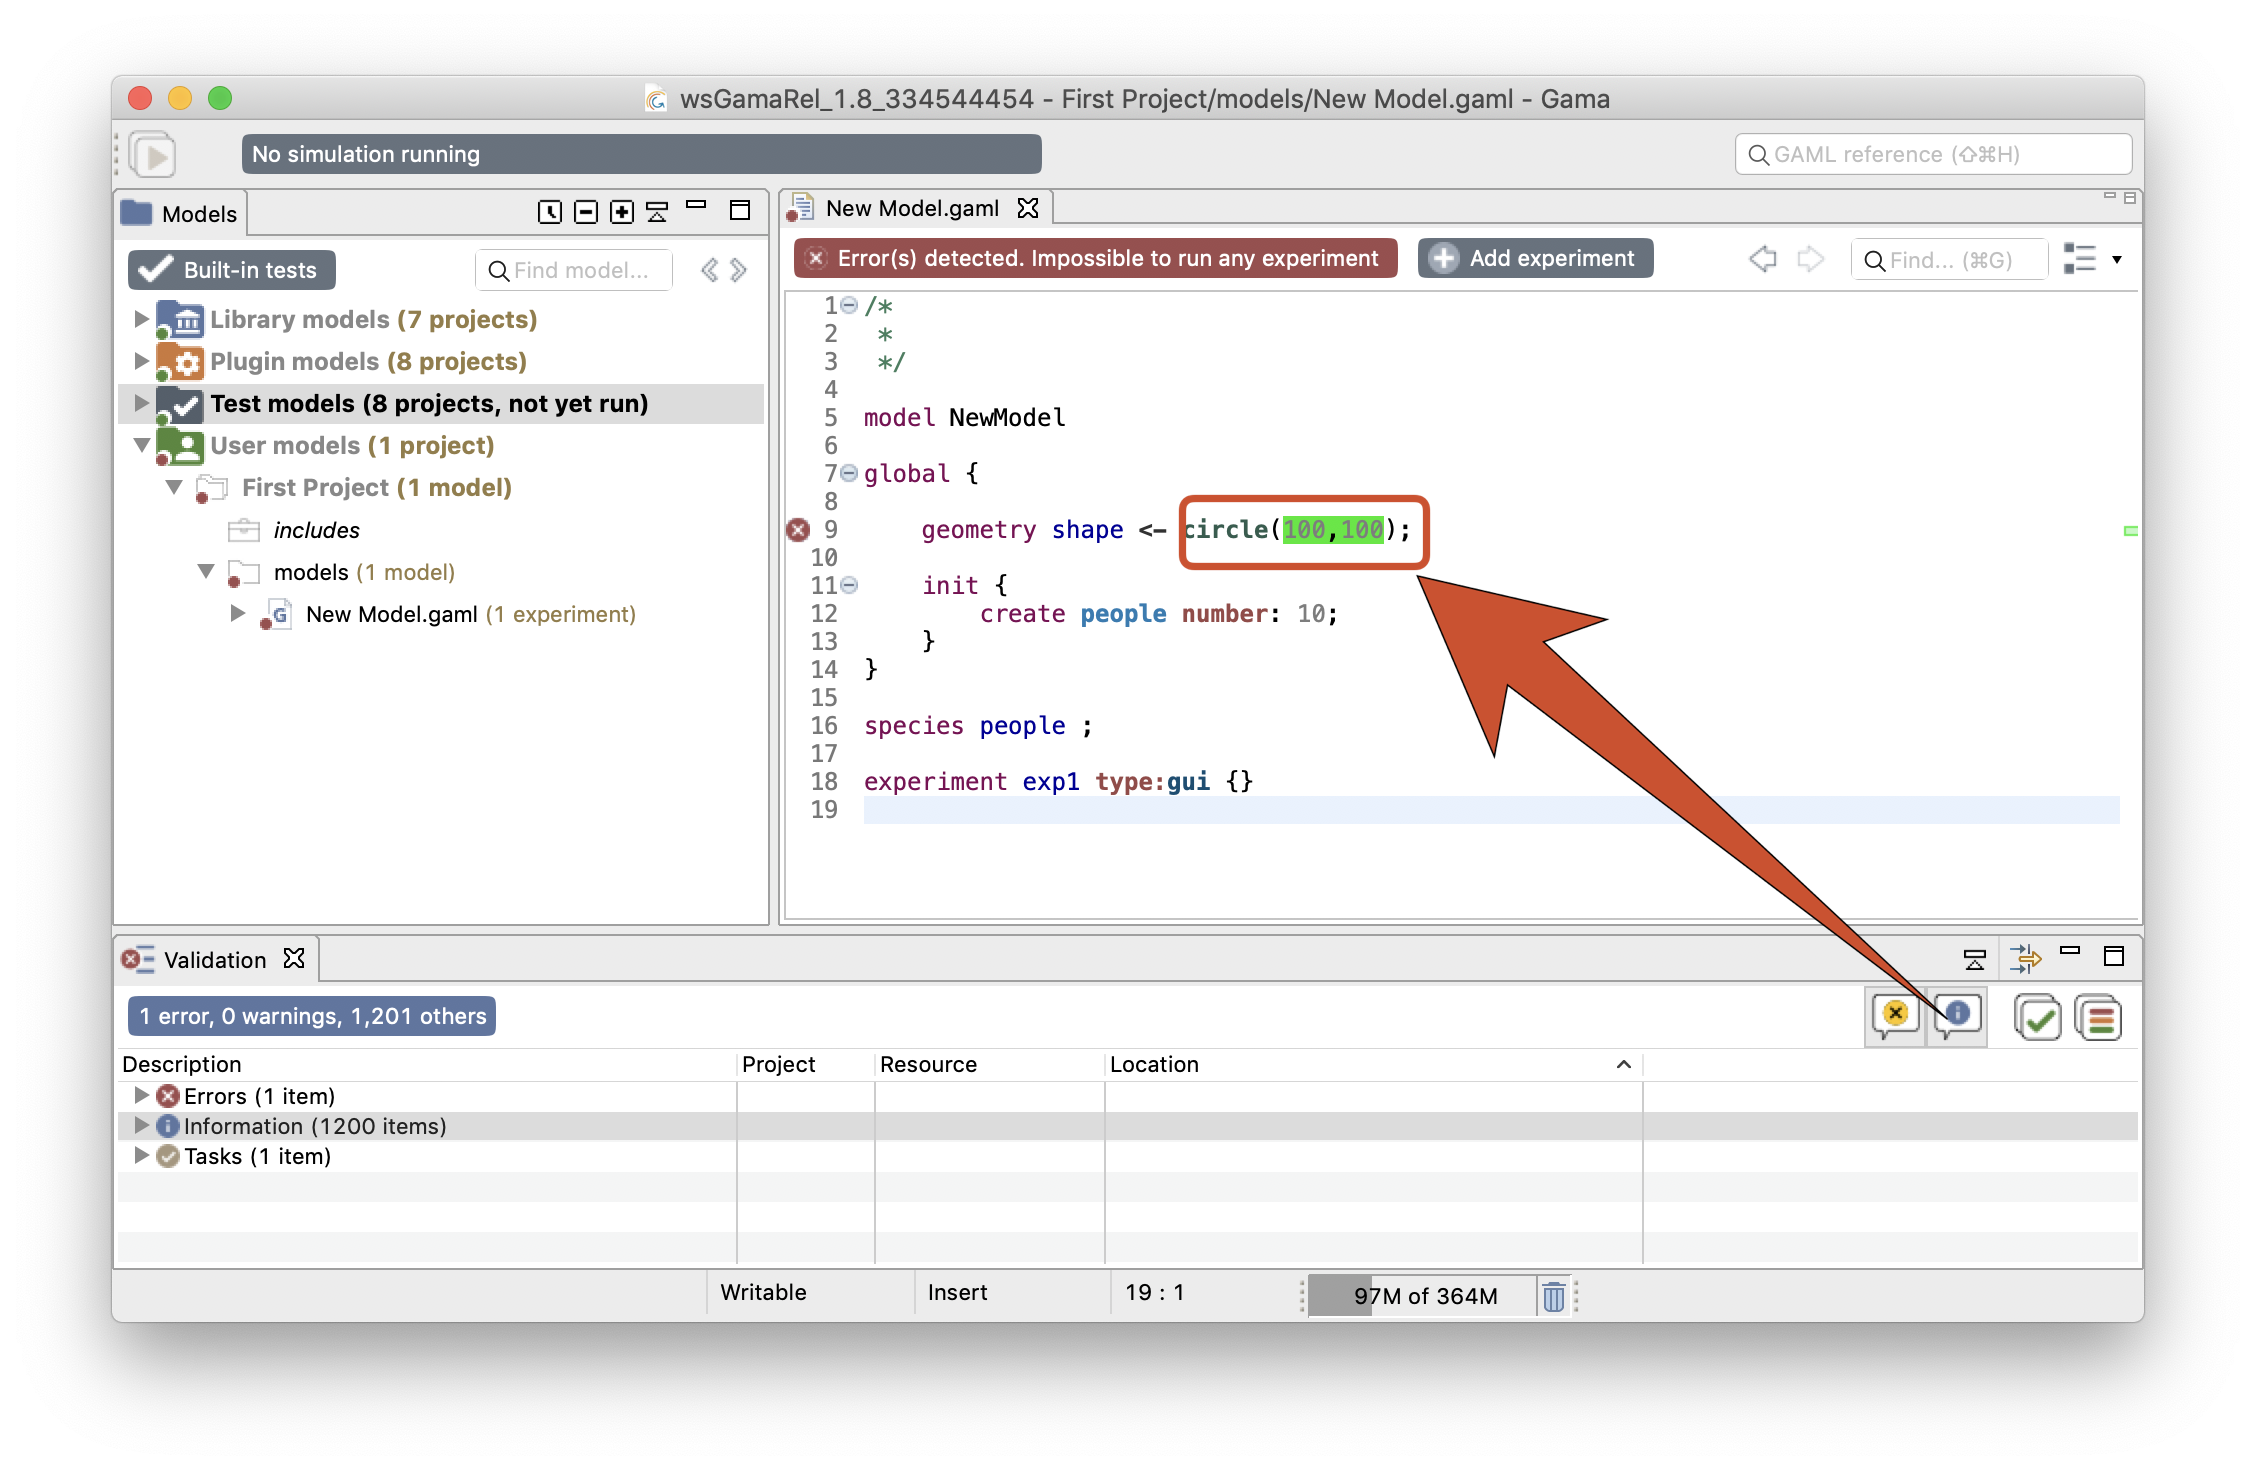 wsGamaRel_1.8_334544454 - First Project/models/New Model.gaml - Gama
No simulation running
GAML reference (⇧⌘H)
Models
Built-in tests
Find model...
Library models (7 projects)
Plugin models (8 projects)
Test models (8 projects, not yet run)
User models (1 project)
First Project (1 model)
includes
models (1 model)
New Model.gaml (1 experiment)
New Model.gaml
Error(s) detected. Impossible to run any experiment
Add experiment
Find... (⌘G)
1 /*
2  *
3  */
4
5 model NewModel
6
7 global {
8
9     geometry shape <- circle(100,100);
10
11     init {
12         create people number: 10;
13     }
14 }
15
16 species people ;
17
18 experiment exp1 type:gui {}
19
Validation
1 error, 0 warnings, 1,201 others
Description Project Resource Location
Errors (1 item)
Information (1200 items)
Tasks (1 item)
Writable Insert 19 : 1 97M of 364M